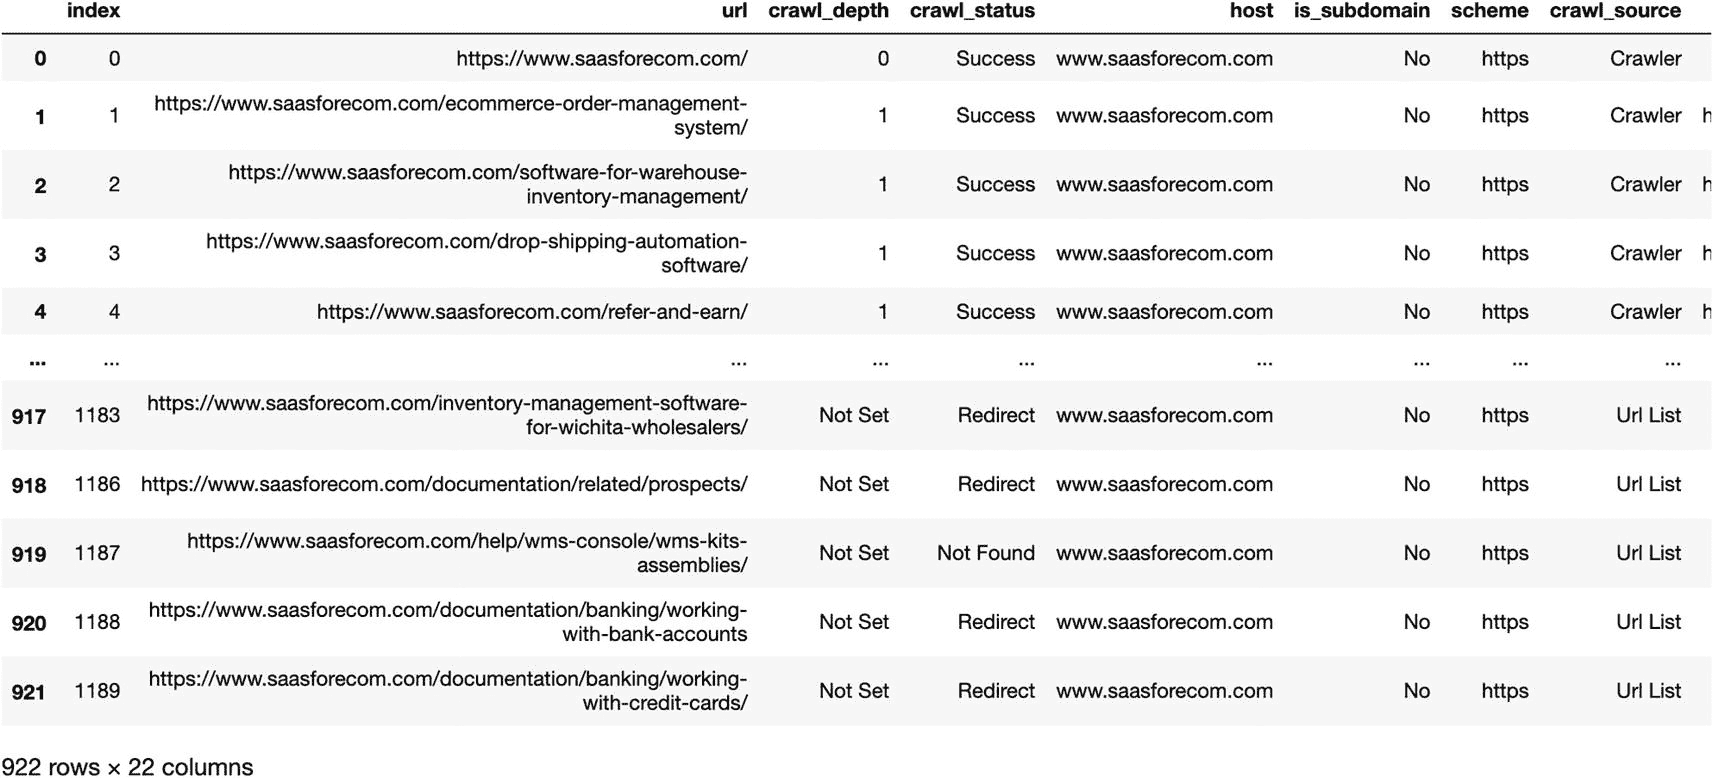 index url crawl_depth crawl_status host is_subdomain scheme crawl_source
0 0 https://www.saasforecom.com/ 0 Success www.saasforecom.com No https Crawler
https://www.saasforecom.com/ecommerce-order-management-
1 1 1 Success www.saasforecom.com No https Crawler h
system/
https://www.saasforecom.com/software-for-warehouse-
2 2 1 Success www.saasforecom.com No https Crawler h
inventory-management/
https://www.saasforecom.com/drop-shipping-automation-
3 3 1 Success www.saasforecom.com No https Crawler h
software/
4 4 https://www.saasforecom.com/refer-and-earn/ 1 Success www.saasforecom.com No https Crawler h
... ... ... ... ... ... ... ... ...
https://www.saasforecom.com/inventory-management-software-
917 1183 Not Set Redirect www.saasforecom.com No https Url List
for-wichita-wholesalers/
918 1186 https://www.saasforecom.com/documentation/related/prospects/ Not Set Redirect www.saasforecom.com No https Url List
https://www.saasforecom.com/help/wms-console/wms-kits-
919 1187 Not Set Not Found www.saasforecom.com No https Url List
assemblies/
https://www.saasforecom.com/documentation/banking/working-
920 1188 Not Set Redirect www.saasforecom.com No https Url List
with-bank-accounts
https://www.saasforecom.com/documentation/banking/working-
921 1189 Not Set Redirect www.saasforecom.com No https Url List
with-credit-cards/
922 rows × 22 columns